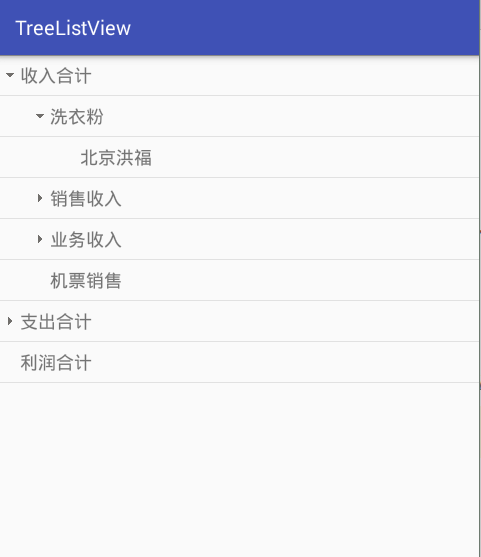 TreeListView
收入合计
洗衣粉
北京洪福
销售收入
业务收入
机票销售
支出合计
利润合计